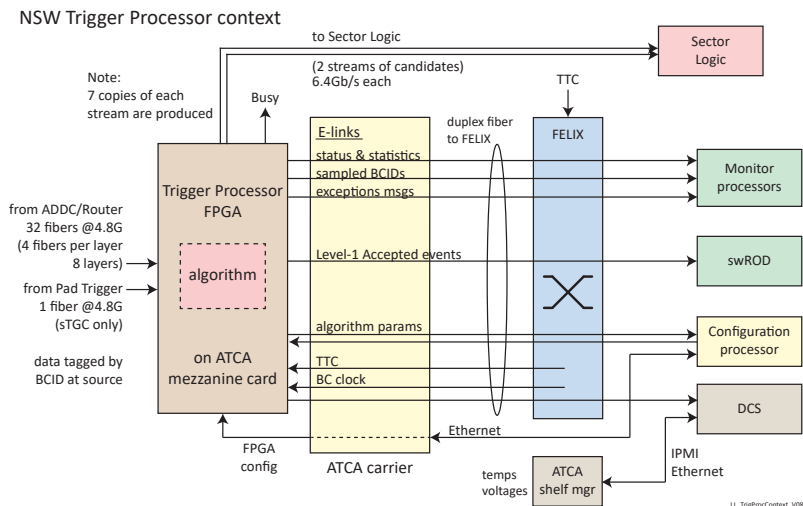 NSW Trigger Processor context
to Sector Logic
(2 streams of candidates)
6.4Gb/s each
Sector
Logic
Note:
7 copies of each
stream are produced
Busy
TTC
E-links
duplex fiber
to FELIX
FELIX
status & statistics
sampled BCIDs
exceptions msgs
Monitor
processors
Trigger Processor
FPGA
from ADDC/Router
32 fibers @4.8G
(4 fibers per layer
8 layers)
algorithm
Level-1 Accepted events
swROD
from Pad Trigger
1 fiber @4.8G
(sTGC only)
algorithm params
Configuration
processor
data tagged by
BCID at source
on ATCA
mezzanine card
TTC
BC clock
DCS
Ethernet
FPGA
config
ATCA carrier
temps
voltages
ATCA
shelf mgr
IPMI
Ethernet
LL_TrigProcContext_V08